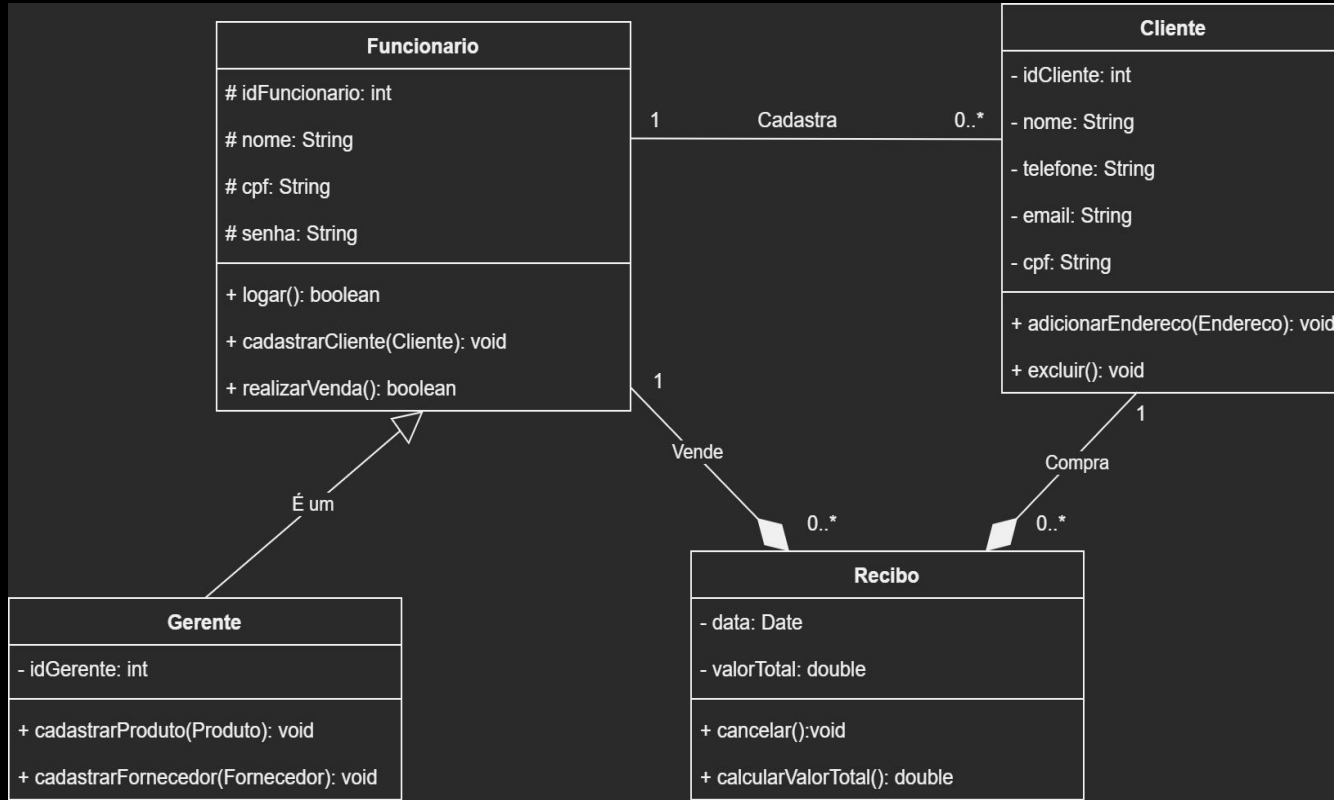 Funcionario
# idFuncionario: int
# nome: String
# cpf: String
# senha: String
+ logar(): boolean
+ cadastrarCliente(Cliente): void
+ realizarVenda(): boolean
1
Cadastra
0..*
Cliente
- idCliente: int
- nome: String
- telefone: String
- email: String
- cpf: String
+ adicionarEndereco(Endereco): void
+ excluir(): void
1
Vende
0..*
1
Compra
0..*
É um
Gerente
- idGerente: int
+ cadastrarProduto(Produto): void
+ cadastrarFornecedor(Fornecedor): void
Recibo
- data: Date
- valorTotal: double
+ cancelar():void
+ calcularValorTotal(): double